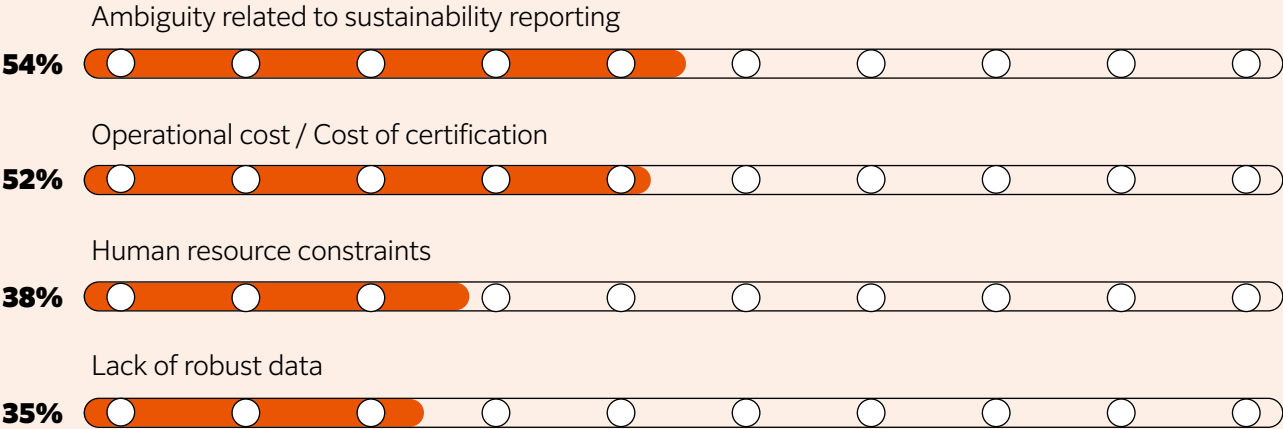 Ambiguity related to sustainability reporting
54%
Operational cost / Cost of certification
52%
Human resource constraints
38%
Lack of robust data
35%